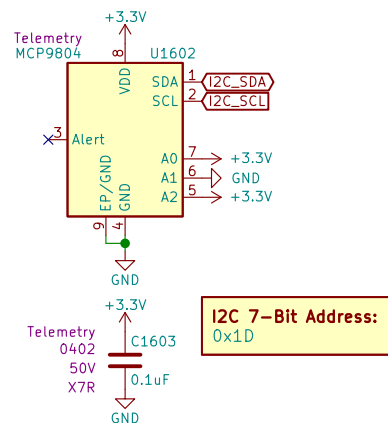 +3.3V
Telemetry
MCP9804 U1602
8
VDD
SDA 1 I2C_SDA
SCL 2 I2C_SCL
3 Alert
A0 7 +3.3V
A1 6 GND
A2 5 +3.3V
EP/GND GND
9 4
GND
+3.3V
Telemetry C1603
0402
50V 0.1uF
X7R
GND
I2C 7-Bit Address:
0x1D